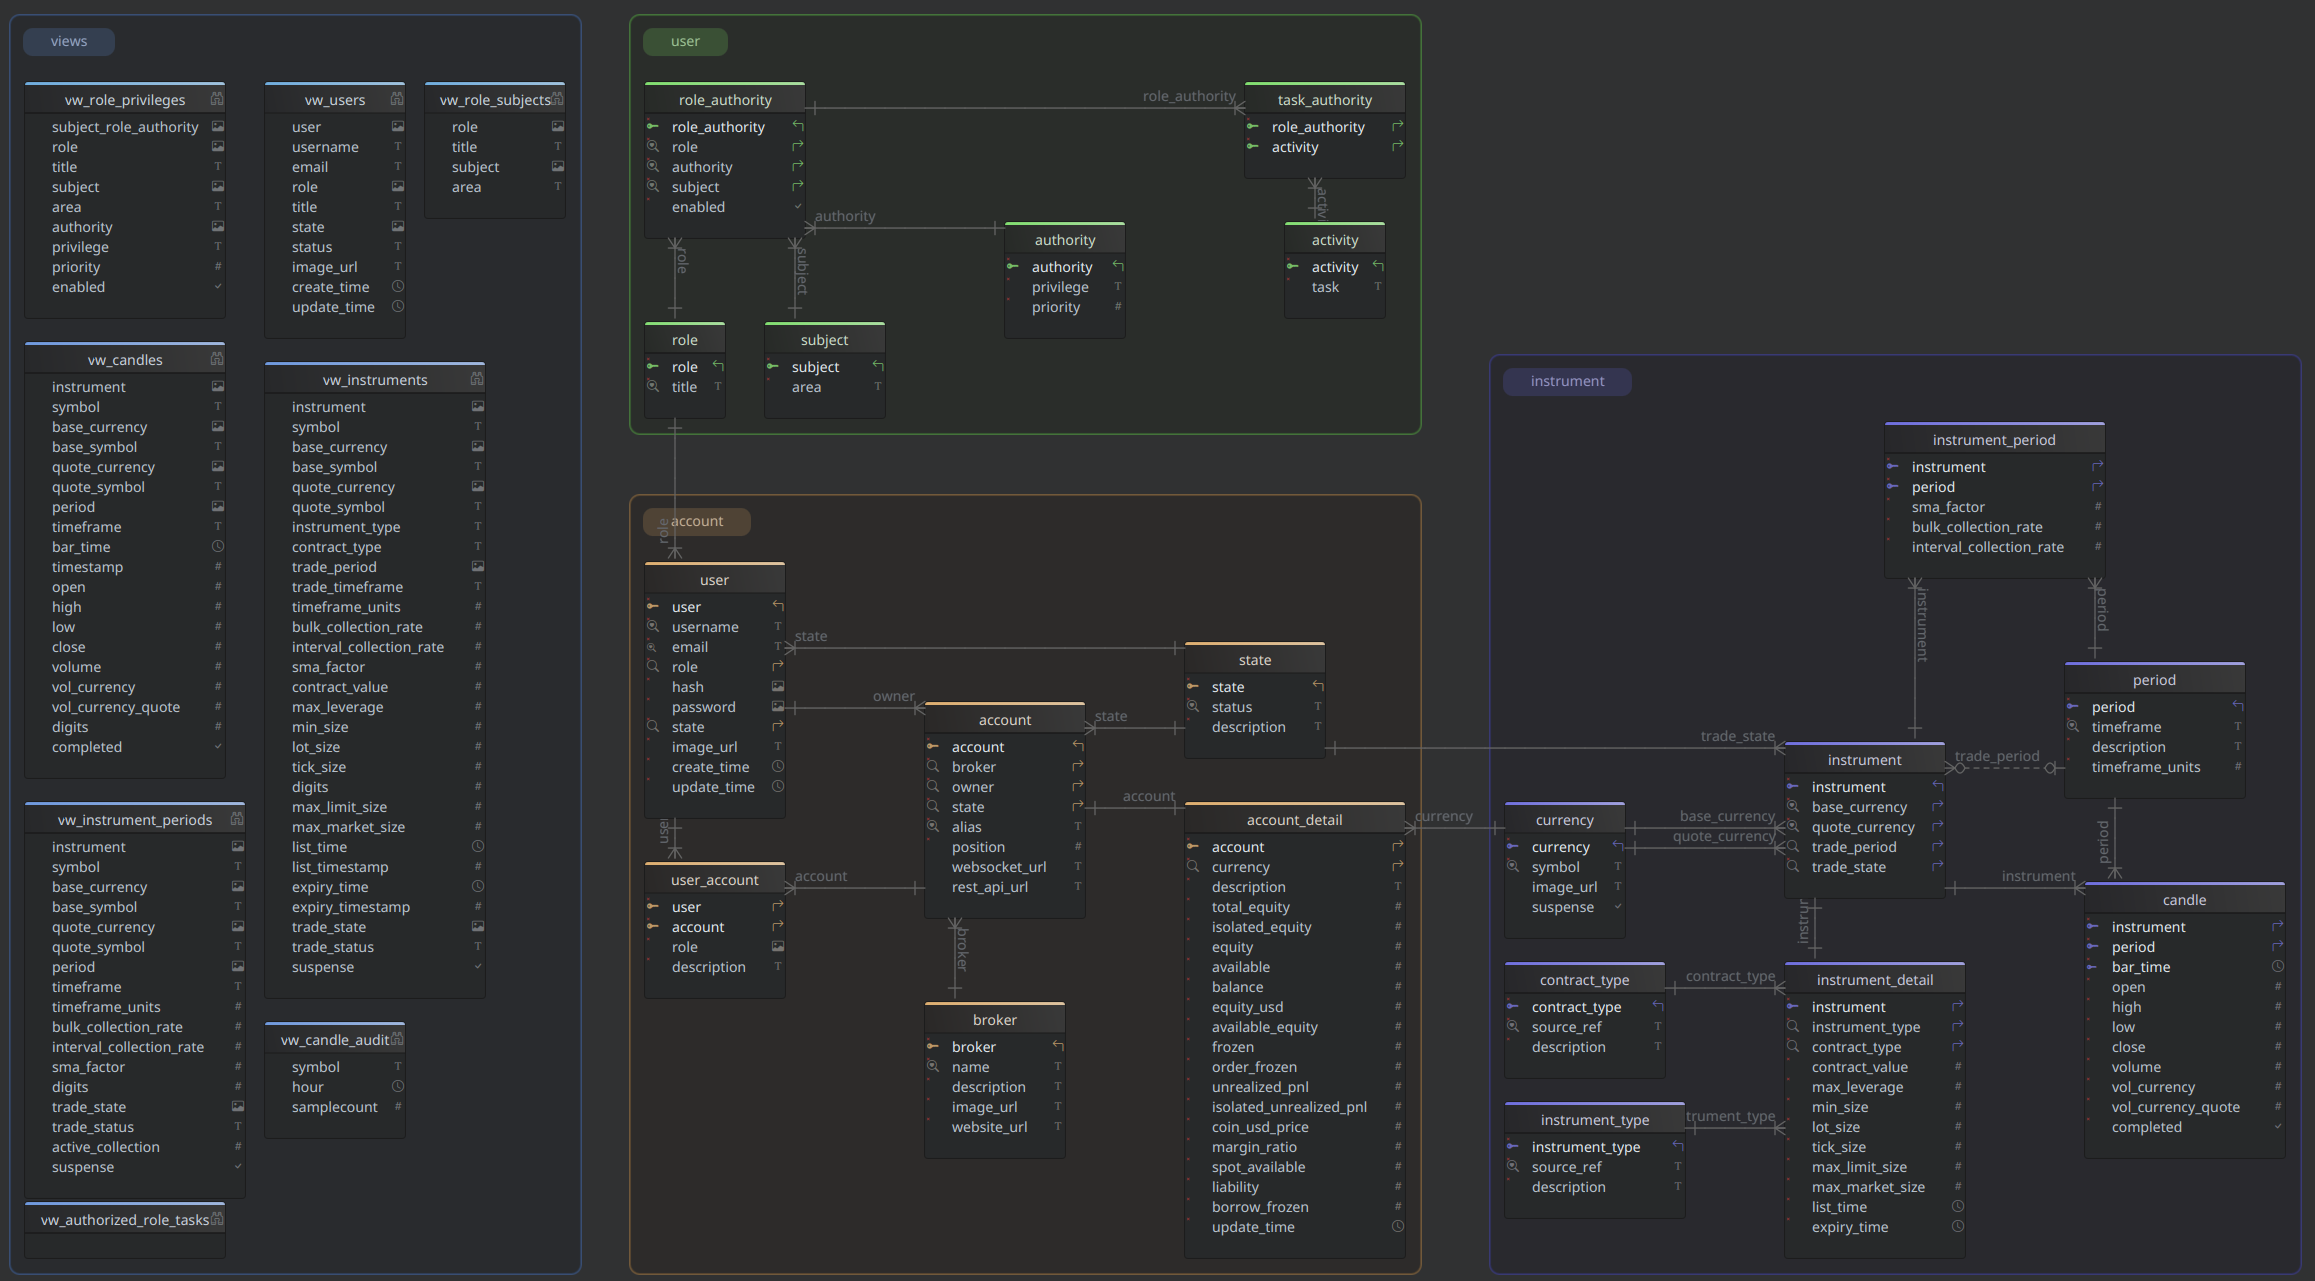 views
vw_role_privileges
subject_role_authority
role
title
subject
area
authority
privilege
priority
enabled
vw_users
user
username
email
role
title
state
status
image_url
create_time
update_time
vw_role_subjects
role
title
subject
area
vw_candles
instrument
symbol
base_currency
base_symbol
quote_currency
quote_symbol
period
timeframe
bar_time
timestamp
open
high
low
close
volume
vol_currency
vol_currency_quote
digits
completed
vw_instruments
instrument
symbol
base_currency
base_symbol
quote_currency
quote_symbol
instrument_type
contract_type
trade_period
trade_timeframe
timeframe_units
bulk_collection_rate
interval_collection_rate
sma_factor
contract_value
max_leverage
min_size
lot_size
tick_size
digits
max_limit_size
max_market_size
list_time
list_timestamp
expiry_time
expiry_timestamp
trade_state
trade_status
suspense
vw_instrument_periods
instrument
symbol
base_currency
base_symbol
quote_currency
quote_symbol
period
timeframe
timeframe_units
bulk_collection_rate
interval_collection_rate
sma_factor
digits
trade_state
trade_status
active_collection
suspense
vw_candle_audit
symbol
hour
samplecount
vw_authorized_role_tasks
user
role_authority
role_authority
role
authority
subject
enabled
role_authority
task_authority
role_authority
activity
authority
role
subject
activi
authority
authority
privilege
priority
activity
activity
task
role
role
title
subject
subject
area
role
account
user
user
username
email
role
hash
password
state
image_url
create_time
update_time
state
owner
state
state
status
description
account
account
broker
owner
state
alias
position
websocket_url
rest_api_url
state
account
user
user_account
user
account
role
description
account
broker
broker
broker
name
description
image_url
website_url
account_detail
account
currency
description
total_equity
isolated_equity
equity
available
balance
equity_usd
available_equity
frozen
order_frozen
unrealized_pnl
isolated_unrealized_pnl
coin_usd_price
margin_ratio
spot_available
liability
borrow_frozen
update_time
currency
trade_state
instrument
instrument_period
instrument
period
sma_factor
bulk_collection_rate
interval_collection_rate
instrument
period
period
period
timeframe
description
timeframe_units
trade_period
instrument
instrument
base_currency
quote_currency
trade_period
trade_state
base_currency
quote_currency
currency
currency
symbol
image_url
suspense
period
instrument
instrur
candle
instrument
period
bar_time
open
high
low
close
volume
vol_currency
vol_currency_quote
completed
contract_type
contract_type
source_ref
description
contract_type
instrument_detail
instrument
instrument_type
contract_type
contract_value
max_leverage
min_size
lot_size
tick_size
max_limit_size
max_market_size
list_time
expiry_time
instrument_type
instrument_type
source_ref
description
trument_type